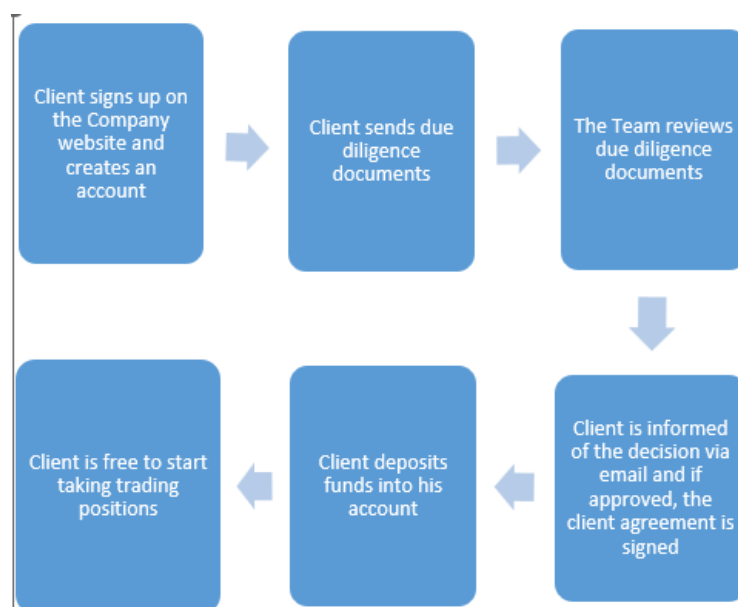 Client signs up on
the Company
website and
creates an
account
Client sends due
diligence
documents
The Team reviews
due diligence
documents
Client is informed
of the decision via
email and if
approved, the
client agreement is
signed
Client deposits
funds into his
account
Client is free to start
taking trading
positions